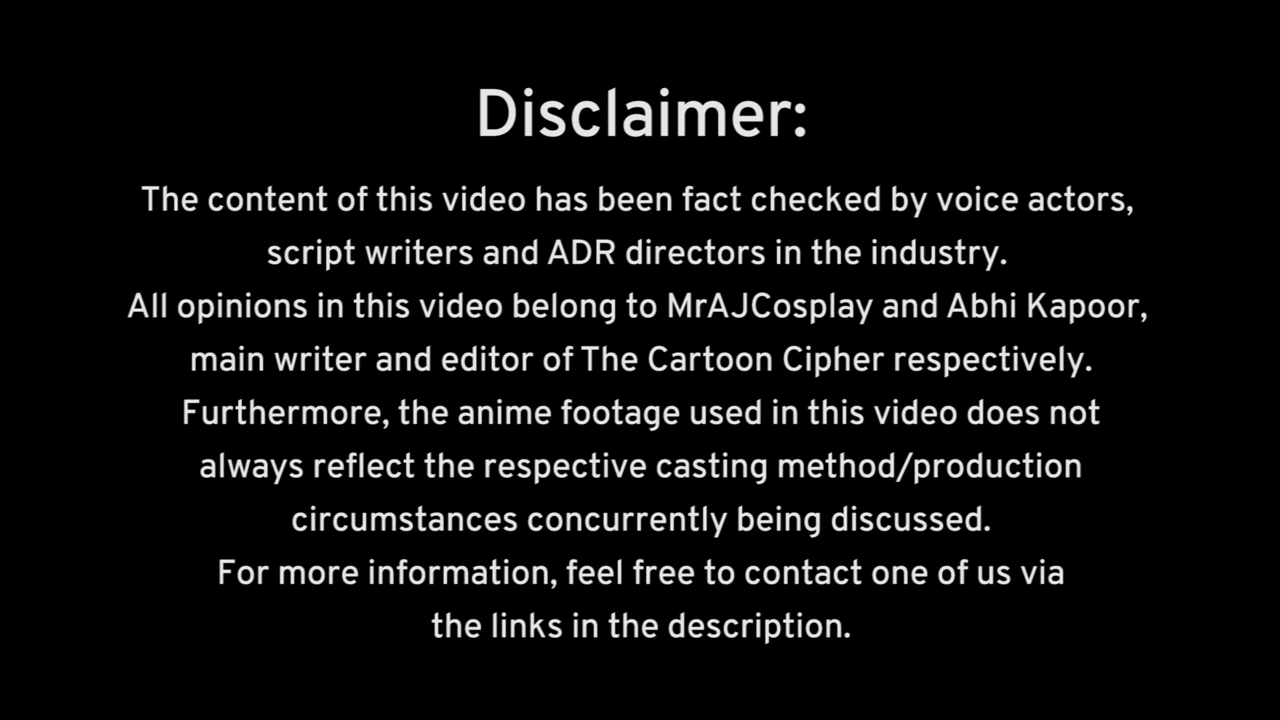 Disclaimer:
The content of this video has been fact checked by voice actors,
script writers and ADR directors in the industry.
All opinions in this video belong to MrAJCosplay and Abhi Kapoor,
main writer and editor of The Cartoon Cipher respectively.
Furthermore, the anime footage used in this video does not
always reflect the respective casting method/production
circumstances concurrently being discussed.
For more information, feel free to contact one of us via
the links in the description.